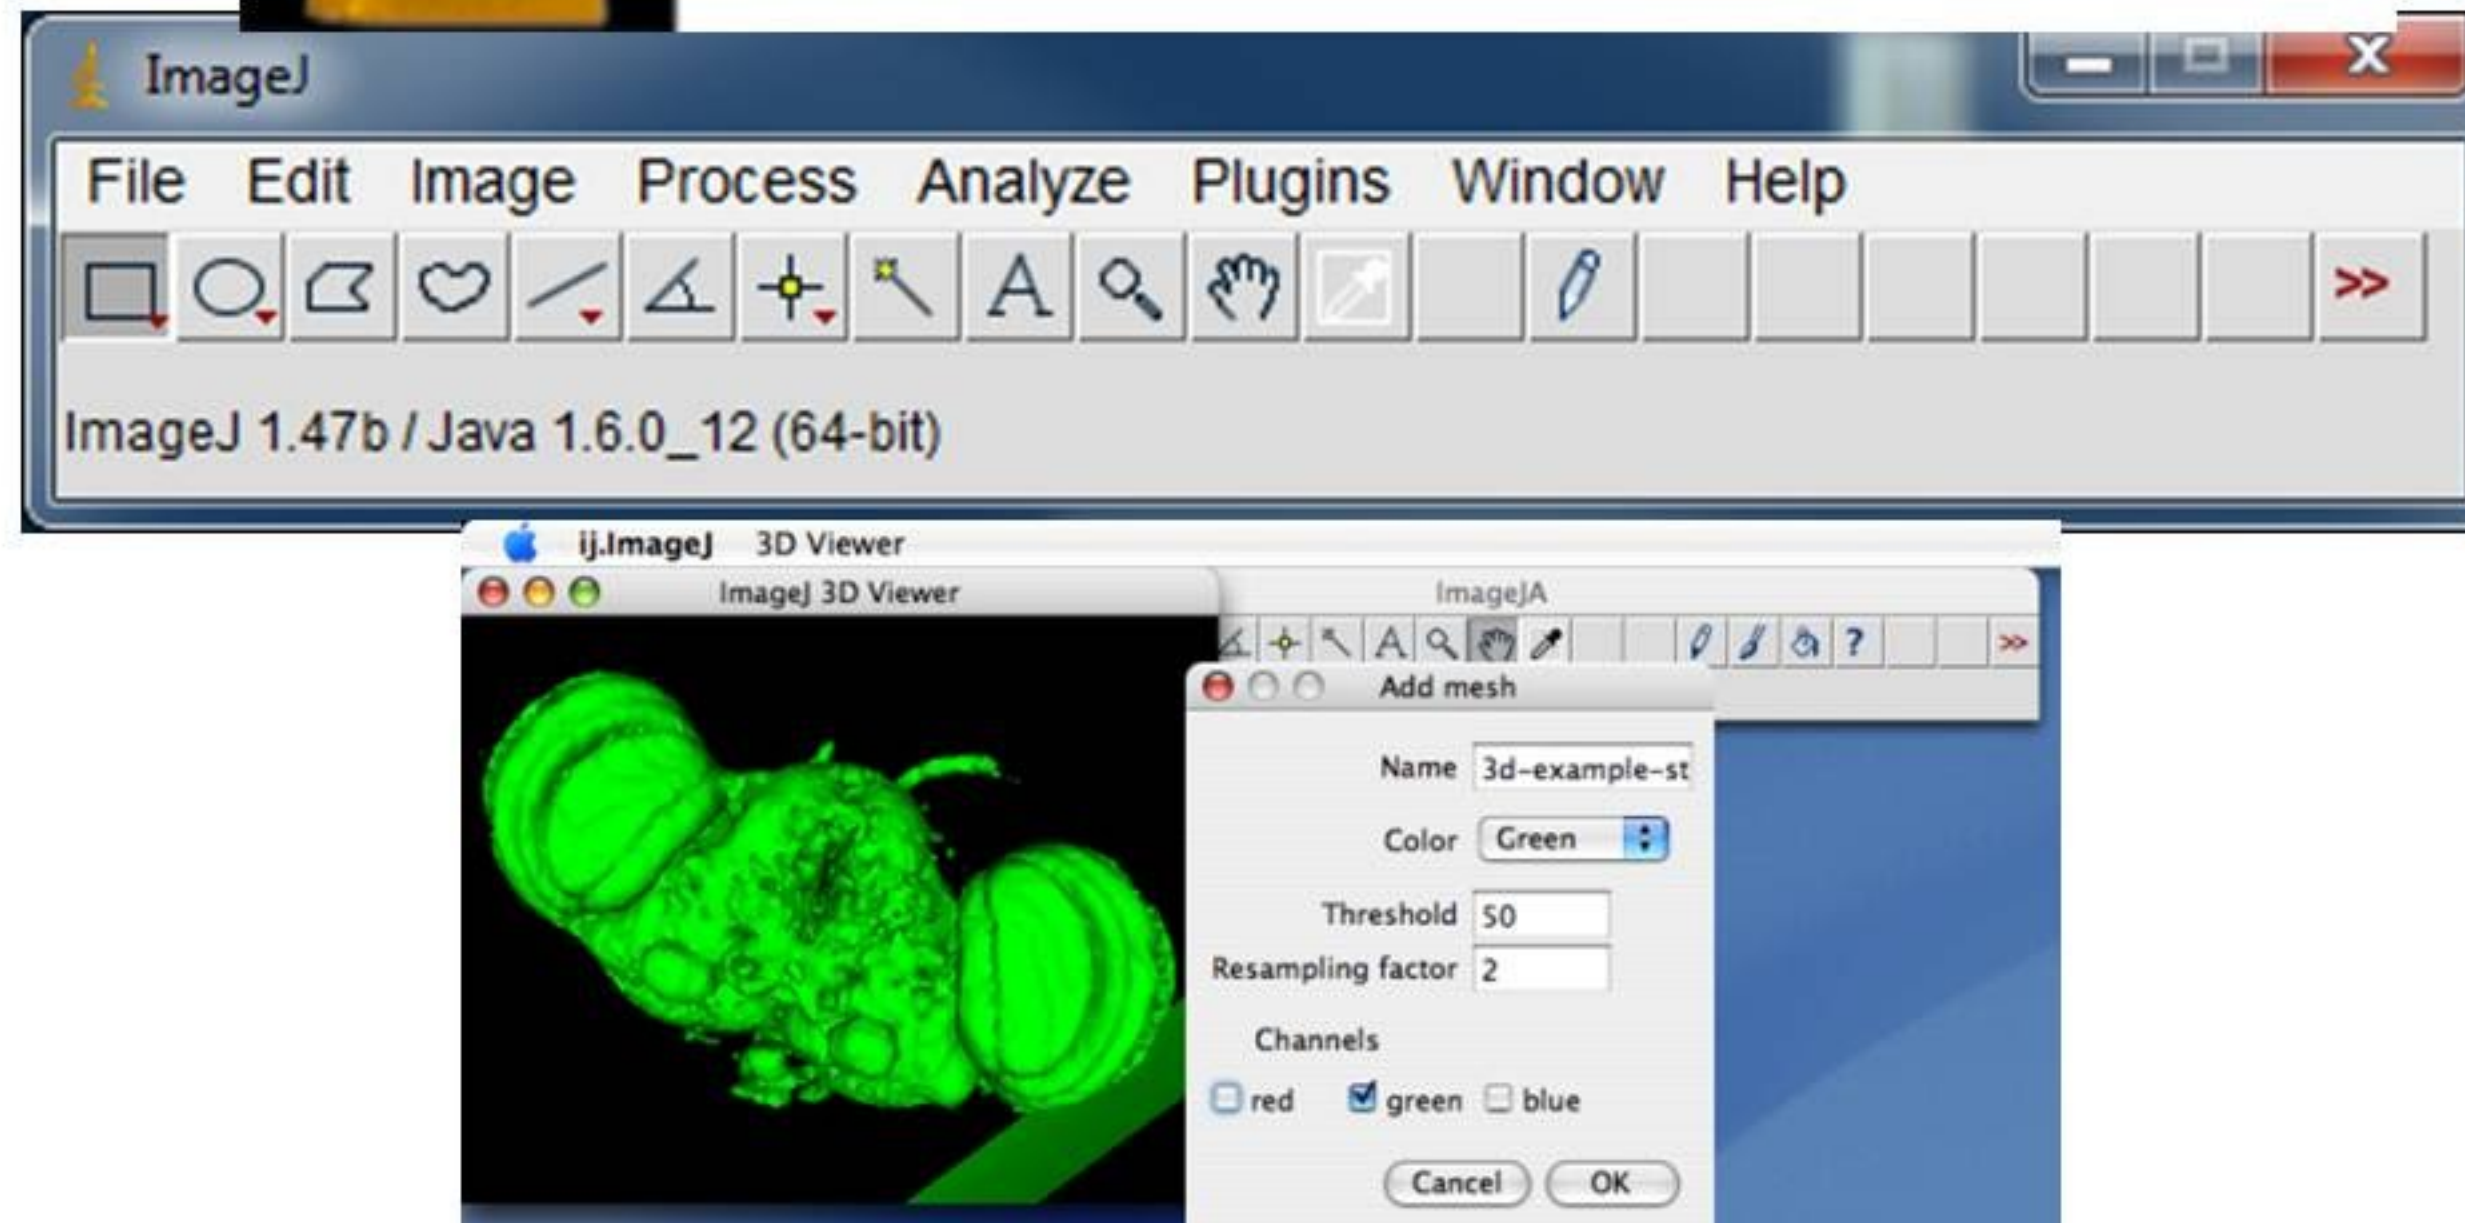 ImageJ
File Edit Image Process Analyze Plugins Window Help
A >>
ImageJ 1.47b / Java 1.6.0_12 (64-bit)
ij.ImageJ 3D Viewer
ImageJ 3D Viewer
ImageJA
A ? >>
Add mesh
Name 3d-example-st
Color Green
Threshold 50
Resampling factor 2
Channels
red green blue
Cancel OK